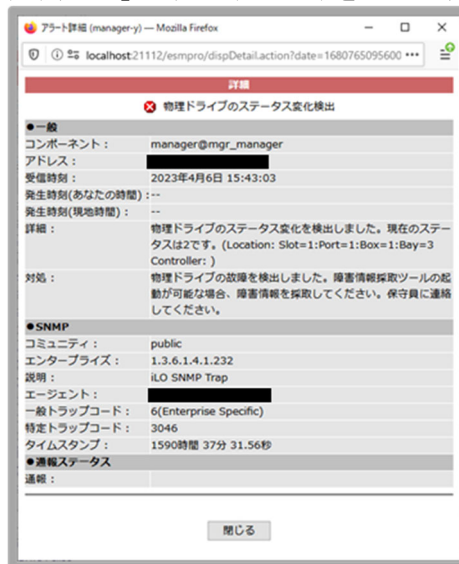 アラート詳細 (manager-y) — Mozilla Firefox
localhost:21112/esmpro/dispDetail.action?date=1680765095600
詳細
物理ドライブのステータス変化検出
●一般
コンポーネント： manager@mgr_manager
アドレス：
受信時刻： 2023年4月6日 15:43:03
発生時刻(あなたの時間)：--
発生時刻(現地時間)： --
詳細： 物理ドライブのステータス変化を検出しました。現在のステー
タスは2です。(Location: Slot=1:Port=1:Box=1:Bay=3
Controller: )
対処： 物理ドライブの故障を検出しました。障害情報採取ツールの起
動が可能な場合、障害情報を採取してください。保守員に連絡
してください。
●SNMP
コミュニティ： public
エンタープライズ： 1.3.6.1.4.1.232
説明： iLO SNMP Trap
エージェント：
一般トラップコード： 6(Enterprise Specific)
特定トラップコード： 3046
タイムスタンプ： 1590時間 37分 31.56秒
●通報ステータス
通報：
閉じる